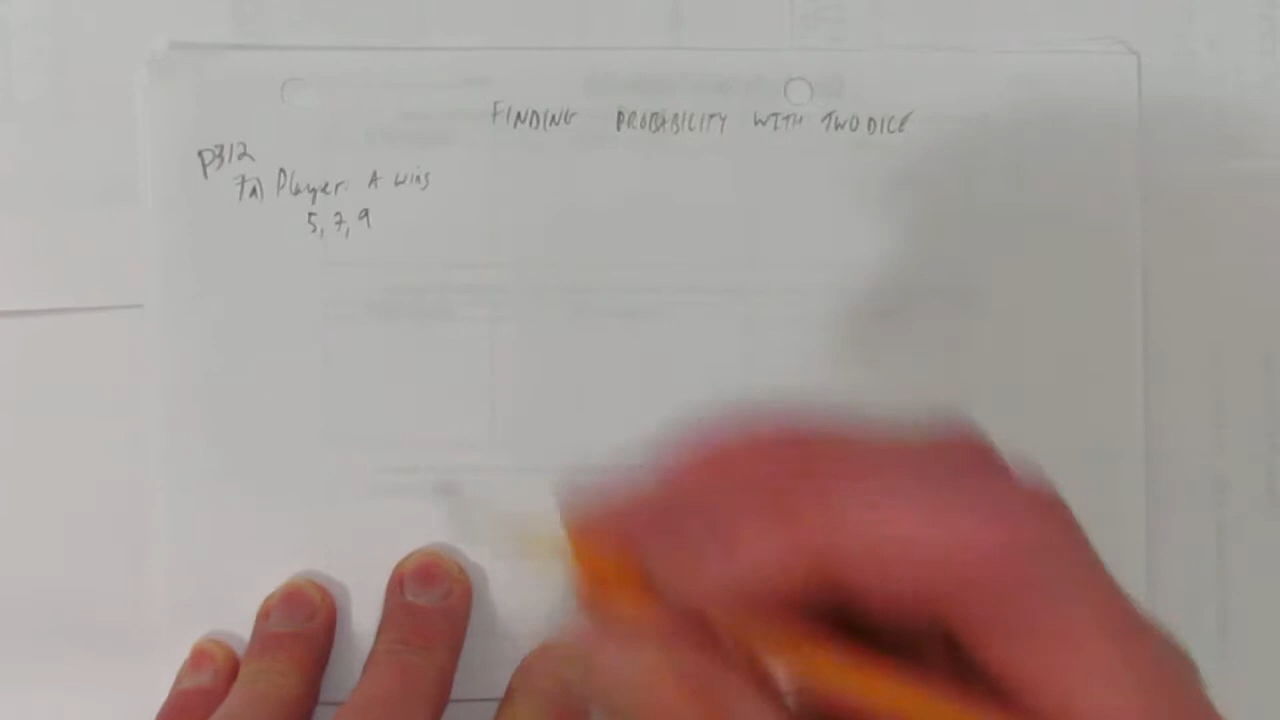 FINDING PROBABILITY WITH TWO DICE
p312
7a) Player A wins
5, 7, 9